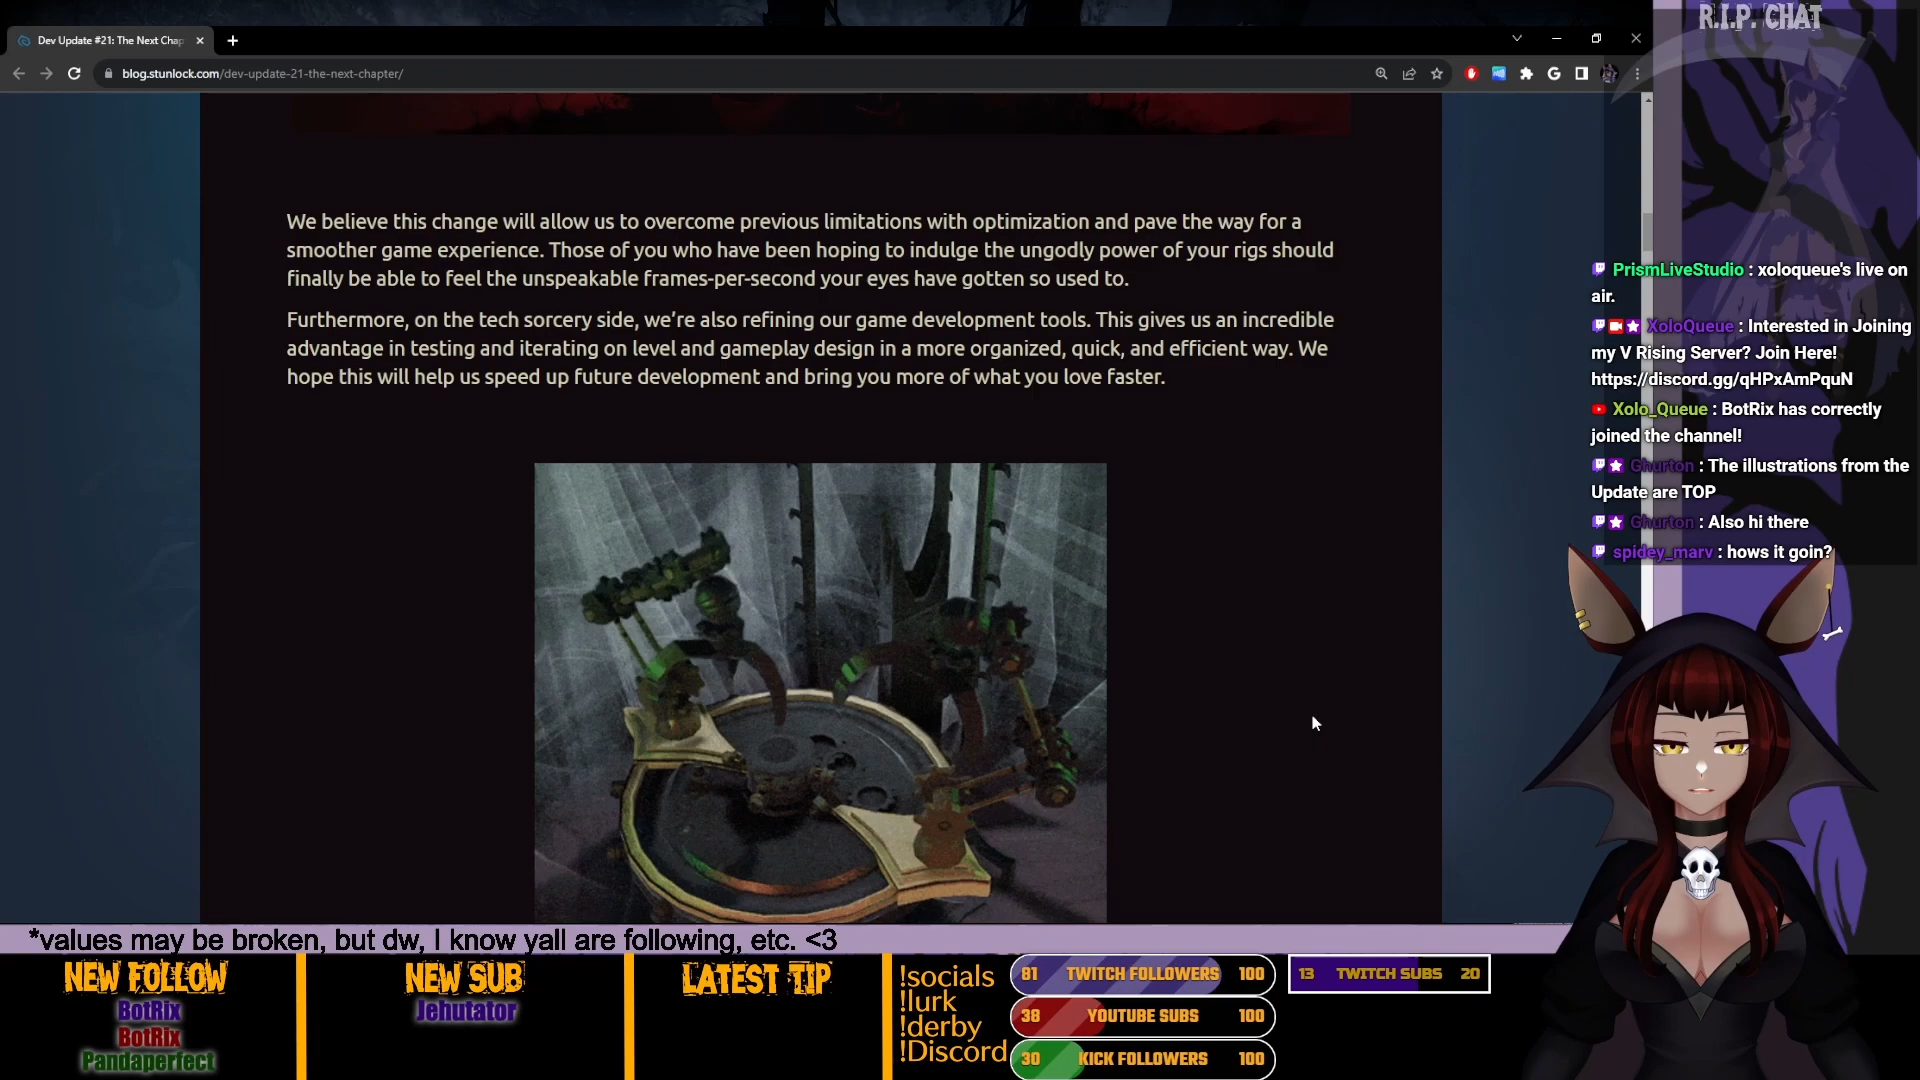 Dev Update #21: The Next Chap
blog.stunlock.com/dev-update-21-the-next-chapter/
R.I.P. CHAT
We believe this change will allow us to overcome previous limitations with optimization and pave the way for a
smoother game experience. Those of you who have been hoping to indulge the ungodly power of your rigs should
finally be able to feel the unspeakable frames-per-second your eyes have gotten so used to.
Furthermore, on the tech sorcery side, we’re also refining our game development tools. This gives us an incredible
advantage in testing and iterating on level and gameplay design in a more organized, quick, and efficient way. We
hope this will help us speed up future development and bring you more of what you love faster.
PrismLiveStudio : xoloqueue's live on
air.
XoloQueue : Interested in Joining
my V Rising Server? Join Here!
https://discord.gg/qHPxAmPquN
Xolo_Queue : BotRix has correctly
joined the channel!
Ghurton : The illustrations from the
Update are TOP
Ghurton : Also hi there
spidey_marv : hows it goin?
*values may be broken, but dw, I know yall are following, etc. <3
NEW FOLLOW
BotRix
BotRix
Pandaperfect
NEW SUB
Jehutator
LATEST TIP
!socials
!lurk
!derby
!Discord
81 TWITCH FOLLOWERS 100
38 YOUTUBE SUBS 100
30 KICK FOLLOWERS 100
13 TWITCH SUBS 20